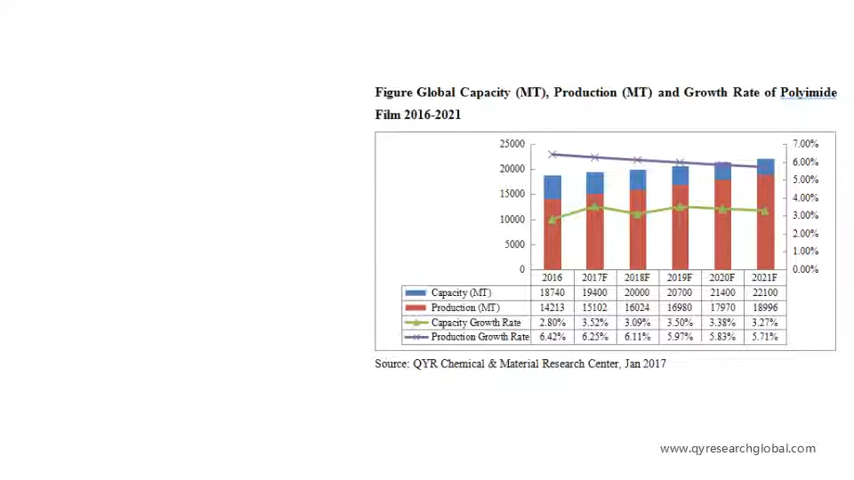 Figure Global Capacity (MT), Production (MT) and Growth Rate of Polyimide
Film 2016-2021
25000 7.00%
6.00%
20000
5.00%
15000 4.00%
3.00%
10000
2.00%
5000
1.00%
0 0.00%
2016 2017F 2018F 2019F 2020F 2021F
Capacity (MT) 18740 19400 20000 20700 21400 22100
Production (MT) 14213 15102 16024 16980 17970 18996
Capacity Growth Rate 2.80% 3.52% 3.09% 3.50% 3.38% 3.27%
Production Growth Rate 6.42% 6.25% 6.11% 5.97% 5.83% 5.71%
Source: QYR Chemical & Material Research Center, Jan 2017
www.qyresearchglobal.com